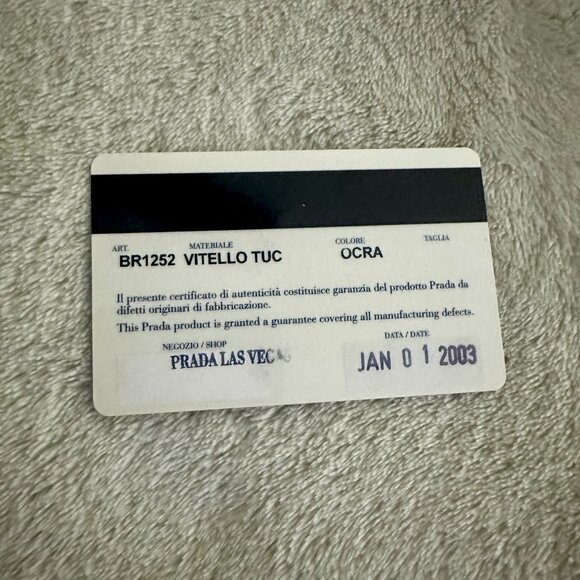 ART. MATERIALE COLORE TAGLIA
BR1252 VITELLO TUC OCRA
Il presente certificato di autenticità costituisce garanzia del prodotto Prada da
difetti originari di fabbricazione.
This Prada product is granted a guarantee covering all manufacturing defects.
NEGOZIO / SHOP DATA / DATE
PRADA LAS JAN 0 1 2003